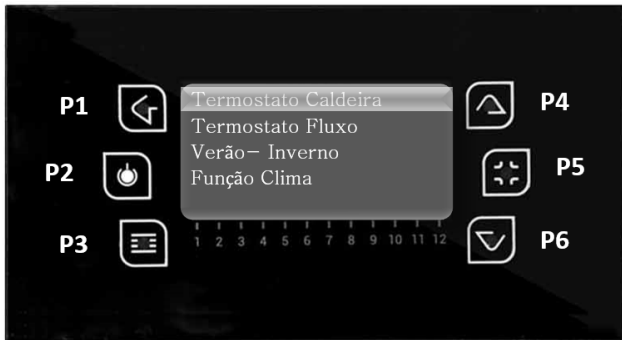 P1
P2
P3
Termostato Caldeira
Termostato Fluxo
Verão- Inverno
Função Clima
1 2 3 4 5 6 7 8 9 10 11 12
P4
P5
P6